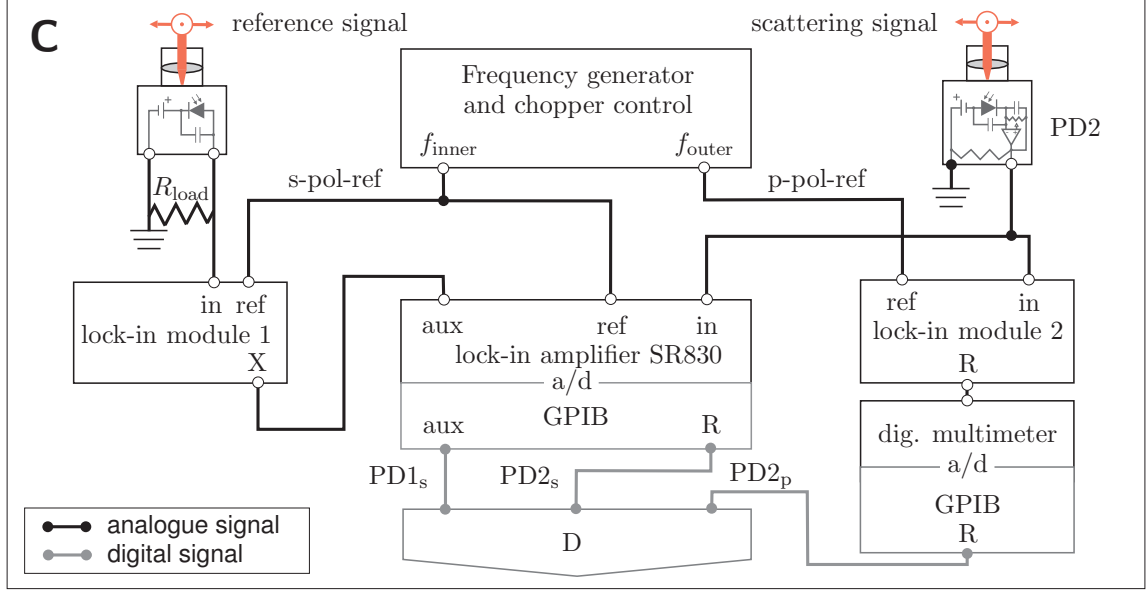 C
reference signal
scattering signal
Frequency generator
and chopper control
PD2
f_inner
f_outer
R_load
s-pol-ref
p-pol-ref
in ref
lock-in module 1
X
aux
ref
in
lock-in amplifier SR830
a/d
GPIB
aux
R
ref
in
lock-in module 2
R
dig. multimeter
a/d
GPIB
R
PD1_s
PD2_s
PD2_p
D
analogue signal
digital signal